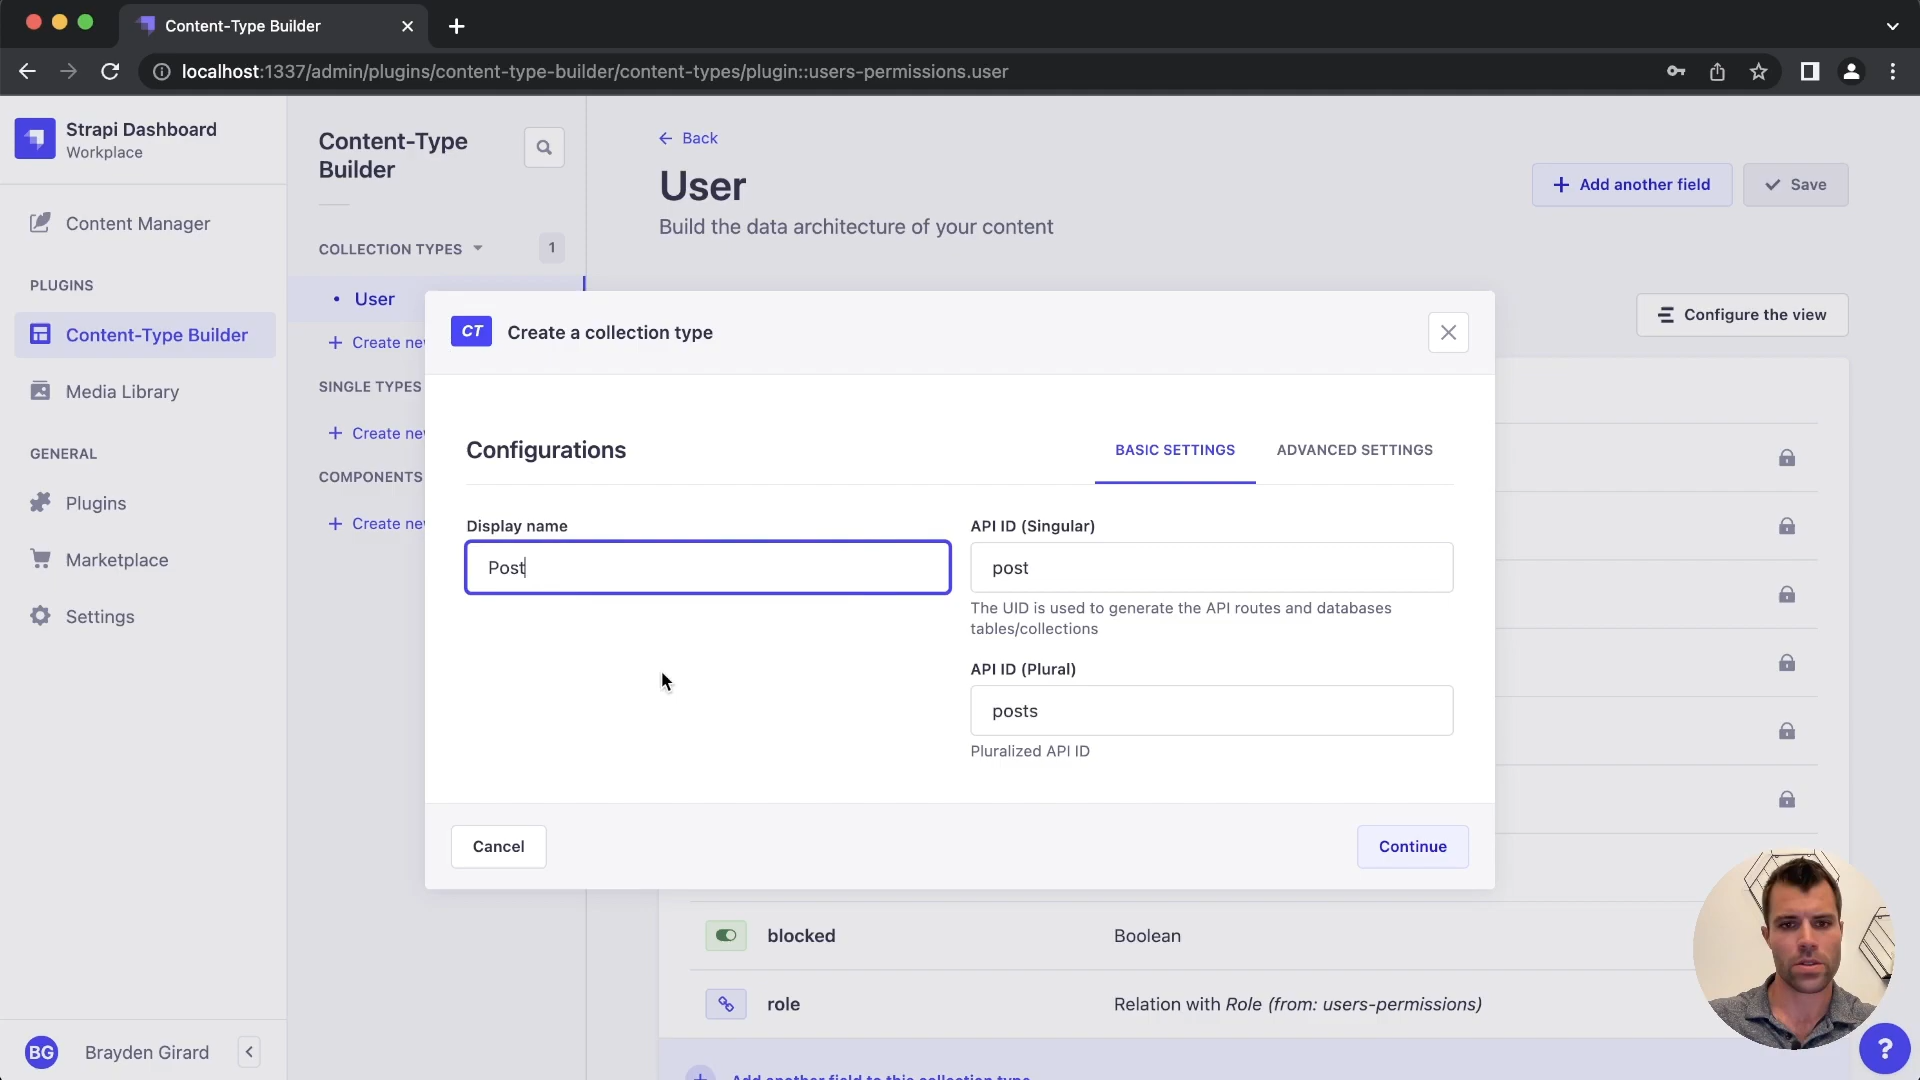 Content-Type Builder
localhost:1337/admin/plugins/content-type-builder/content-types/plugin::users-permissions.user
Strapi Dashboard
Workplace
Content Manager
PLUGINS
Content-Type Builder
Media Library
GENERAL
Plugins
Marketplace
Settings
BG
Brayden Girard
Content-Type
Builder
COLLECTION TYPES
1
User
Create ne
SINGLE TYPES
Create ne
COMPONENTS
Create ne
Back
User
Build the data architecture of your content
Add another field
Save
Configure the view
CT
Create a collection type
Configurations
BASIC SETTINGS
ADVANCED SETTINGS
Display name
Post
API ID (Singular)
post
The UID is used to generate the API routes and databases
tables/collections
API ID (Plural)
posts
Pluralized API ID
Cancel
Continue
blocked
Boolean
role
Relation with Role (from: users-permissions)
Add another field to this collection type
?